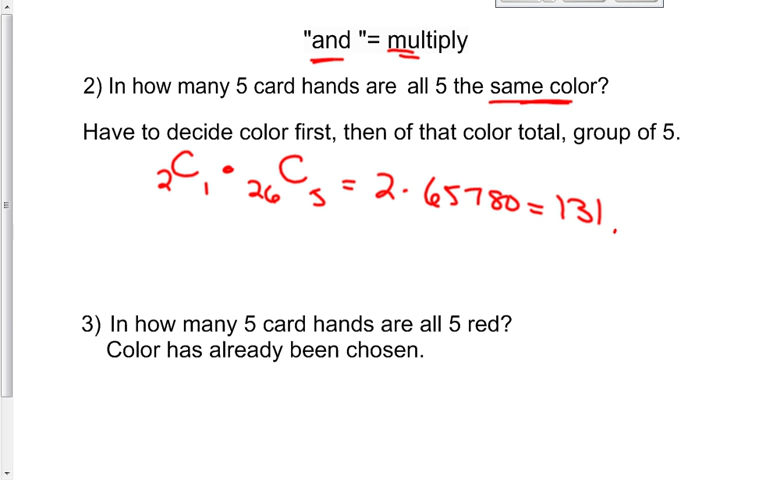 "and "= multiply
2) In how many 5 card hands are all 5 the same color?
Have to decide color first, then of that color total, group of 5.
₂C₁ • ₂₆C₅ = 2 · 65780 = 131,
3) In how many 5 card hands are all 5 red?
Color has already been chosen.